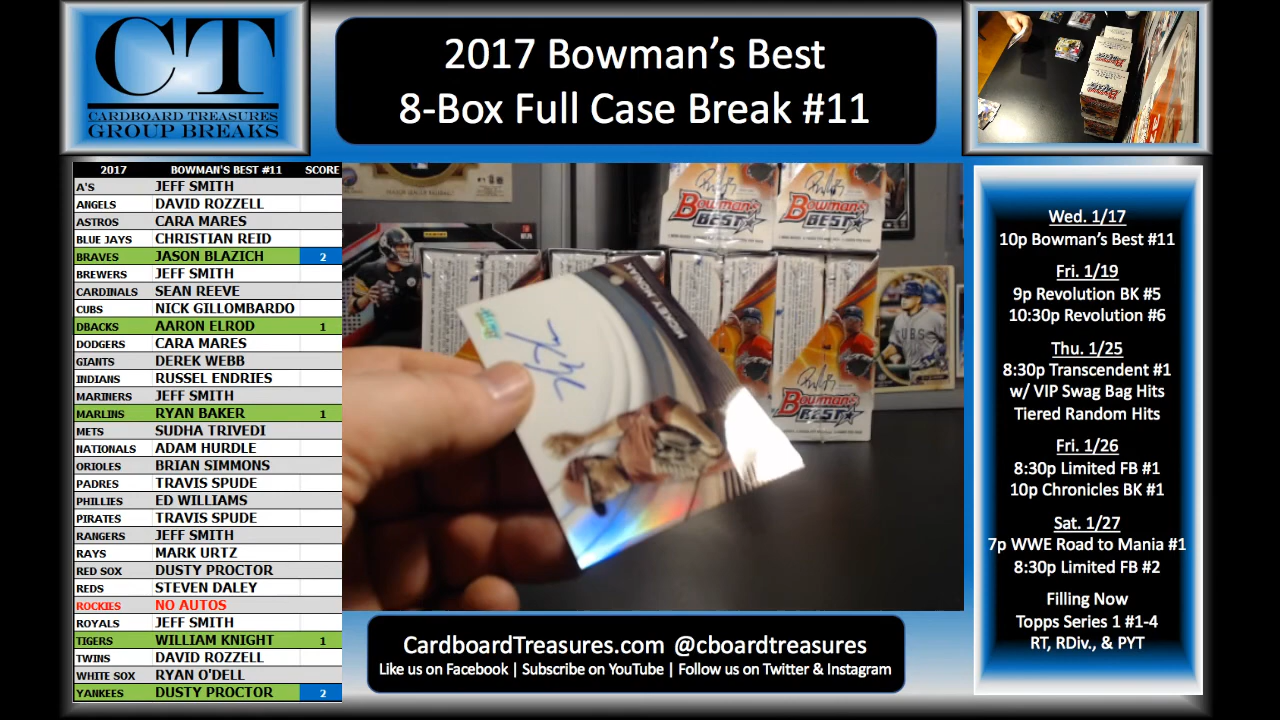 CT
CARDBOARD TREASURES
GROUP BREAKS
2017 Bowman's Best
8-Box Full Case Break #11
2017 BOWMAN'S BEST #11 SCORE
A'S JEFF SMITH
ANGELS DAVID ROZZELL
ASTROS CARA MARES
BLUE JAYS CHRISTIAN REID
BRAVES JASON BLAZICH 2
BREWERS JEFF SMITH
CARDINALS SEAN REEVE
CUBS NICK GILLOMBARDO
DBACKS AARON ELROD 1
DODGERS CARA MARES
GIANTS DEREK WEBB
INDIANS RUSSEL ENDRIES
MARINERS JEFF SMITH
MARLINS RYAN BAKER 1
METS SUDHA TRIVEDI
NATIONALS ADAM HURDLE
ORIOLES BRIAN SIMMONS
PADRES TRAVIS SPUDE
PHILLIES ED WILLIAMS
PIRATES TRAVIS SPUDE
RANGERS JEFF SMITH
RAYS MARK URTZ
RED SOX DUSTY PROCTOR
REDS STEVEN DALEY
ROCKIES NO AUTOS
ROYALS JEFF SMITH
TIGERS WILLIAM KNIGHT 1
TWINS DAVID ROZZELL
WHITE SOX RYAN O'DELL
YANKEES DUSTY PROCTOR 2
Bowman's
BEST
Bowman's
BEST
Bowman's
BEST
CUBS
CardboardTreasures.com @cboardtreasures
Like us on Facebook | Subscribe on YouTube | Follow us on Twitter & Instagram
Wed. 1/17
10p Bowman's Best #11
Fri. 1/19
9p Revolution BK #5
10:30p Revolution #6
Thu. 1/25
8:30p Transcendent #1
w/ VIP Swag Bag Hits
Tiered Random Hits
Fri. 1/26
8:30p Limited FB #1
10p Chronicles BK #1
Sat. 1/27
7p WWE Road to Mania #1
8:30p Limited FB #2
Filling Now
Topps Series 1 #1-4
RT, RDiv., & PYT